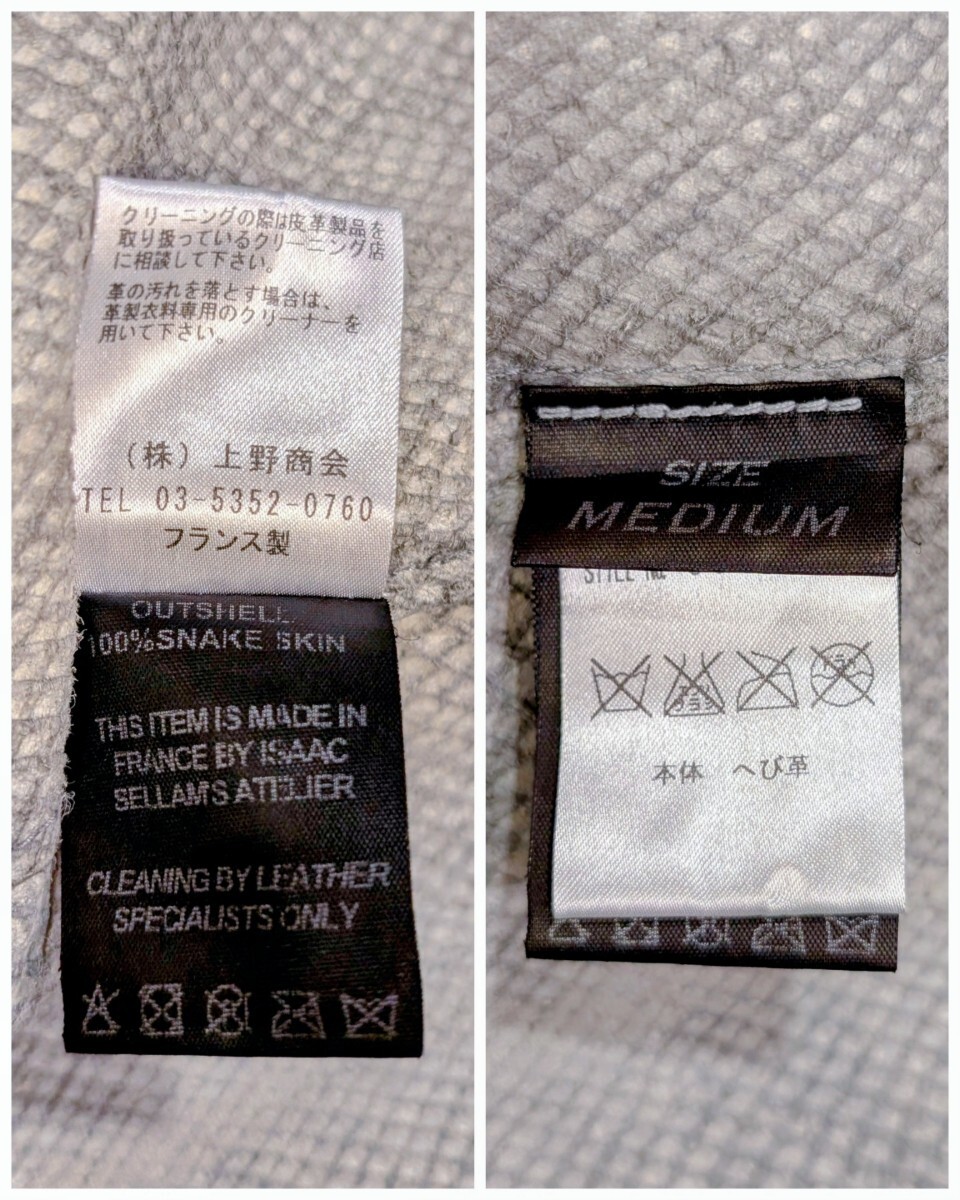 クリーニングの際は皮革製品を
取り扱っているクリーニング店
に相談して下さい。
革の汚れを落とす場合は、
革製衣料専用のクリーナーを
用いて下さい。
(株) 上野商会
TEL 03-5352-0760
フランス製
OUTSHELL
100%SNAKE SKIN
THIS ITEM IS MADE IN
FRANCE BY ISAAC
SELLAM'S ATELIER
CLEANING BY LEATHER
SPECIALISTS ONLY
SIZE
MEDIUM
STYLE №
本体 へび革